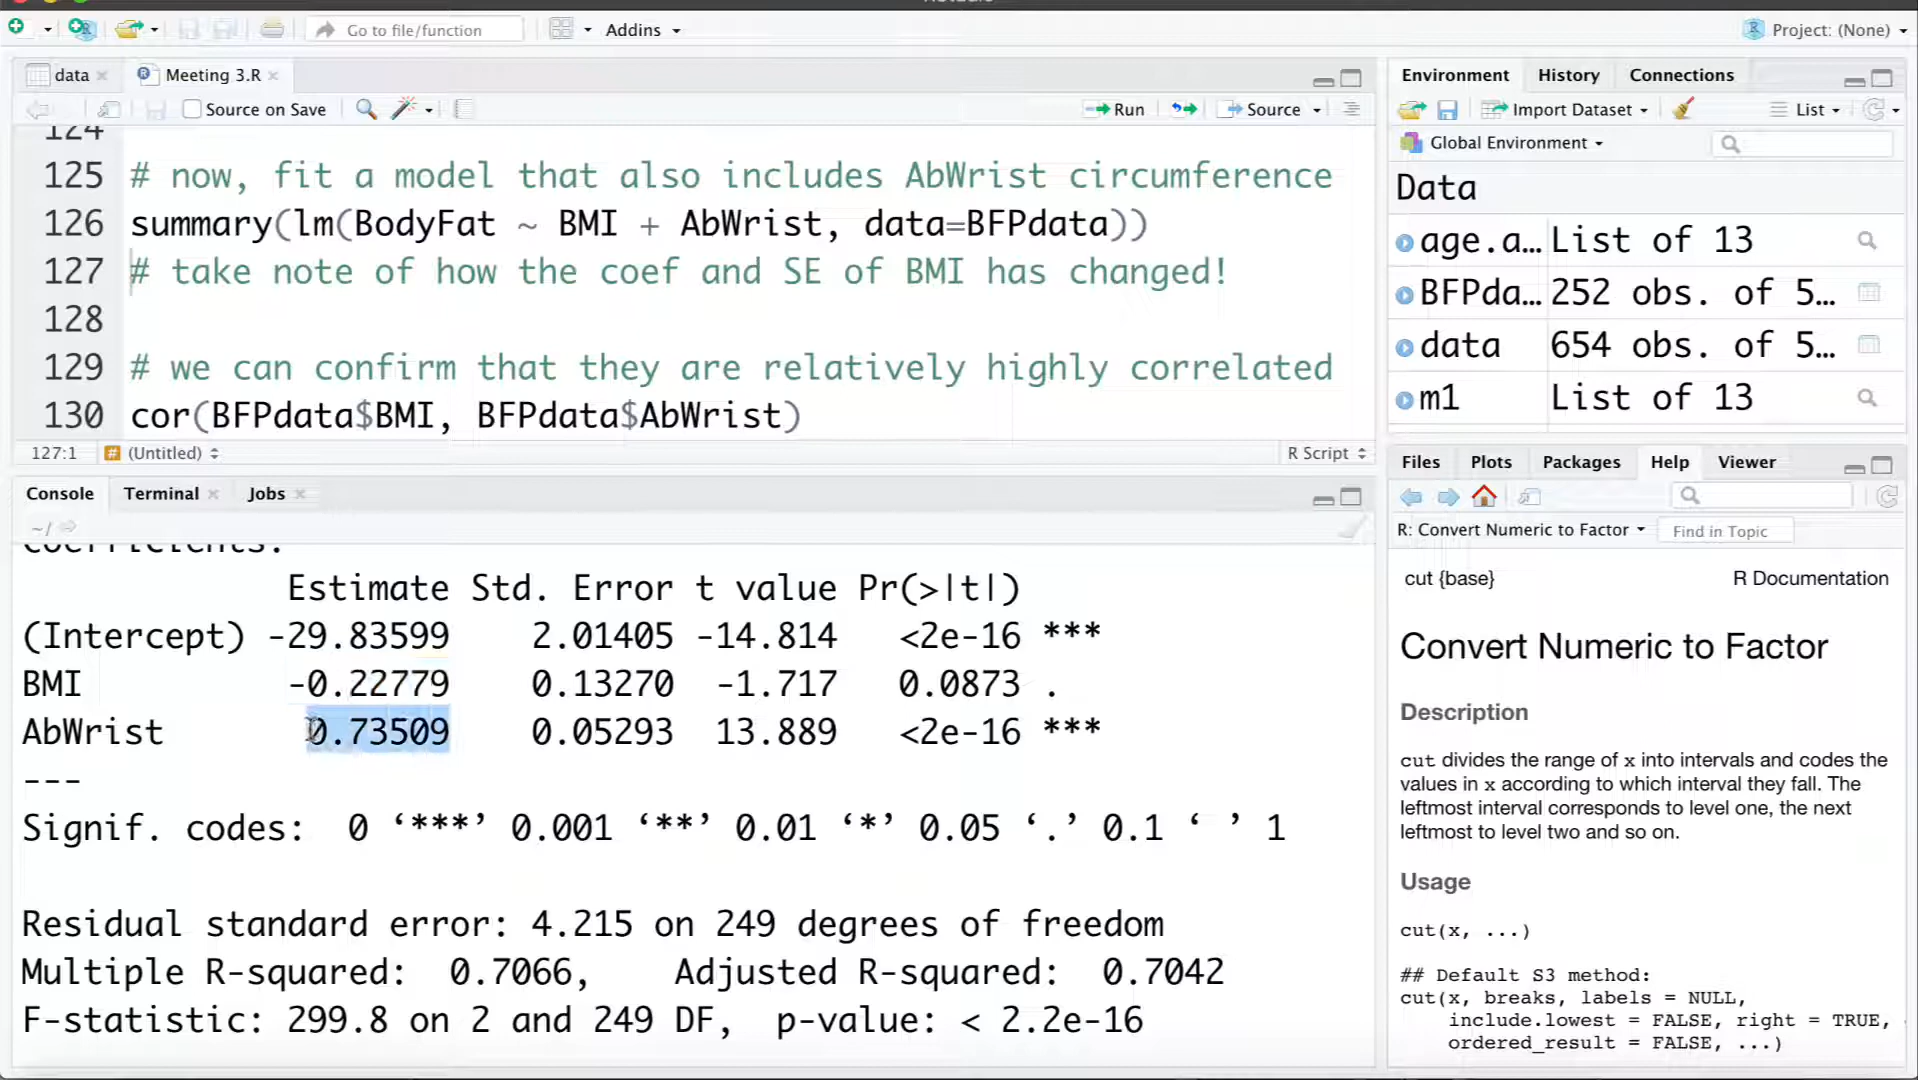 Go to file/function
Addins
Project: (None)
data
Meeting 3.R
Source on Save
Run
Source
124
125 # now, fit a model that also includes AbWrist circumference
126 summary(lm(BodyFat ~ BMI + AbWrist, data=BFPdata))
127 # take note of how the coef and SE of BMI has changed!
128
129 # we can confirm that they are relatively highly correlated
130 cor(BFPdata$BMI, BFPdata$AbWrist)
127:1
(Untitled)
R Script
Console
Terminal
Jobs
~/
Coefficients:
Estimate Std. Error t value Pr(>|t|)
(Intercept) -29.83599 2.01405 -14.814 <2e-16 ***
BMI -0.22779 0.13270 -1.717 0.0873 .
AbWrist 0.73509 0.05293 13.889 <2e-16 ***
---
Signif. codes: 0 ‘***’ 0.001 ‘**’ 0.01 ‘*’ 0.05 ‘.’ 0.1 ‘ ’ 1
Residual standard error: 4.215 on 249 degrees of freedom
Multiple R-squared: 0.7066, Adjusted R-squared: 0.7042
F-statistic: 299.8 on 2 and 249 DF, p-value: < 2.2e-16
Environment History Connections
Import Dataset
List
Global Environment
Data
age.a… List of 13
BFPda… 252 obs. of 5…
data 654 obs. of 5…
m1 List of 13
Files Plots Packages Help Viewer
R: Convert Numeric to Factor
Find in Topic
cut {base}
R Documentation
Convert Numeric to Factor
Description
cut divides the range of x into intervals and codes the
values in x according to which interval they fall. The
leftmost interval corresponds to level one, the next
leftmost to level two and so on.
Usage
cut(x, ...)
## Default S3 method:
cut(x, breaks, labels = NULL,
include.lowest = FALSE, right = TRUE,
ordered_result = FALSE, ...)